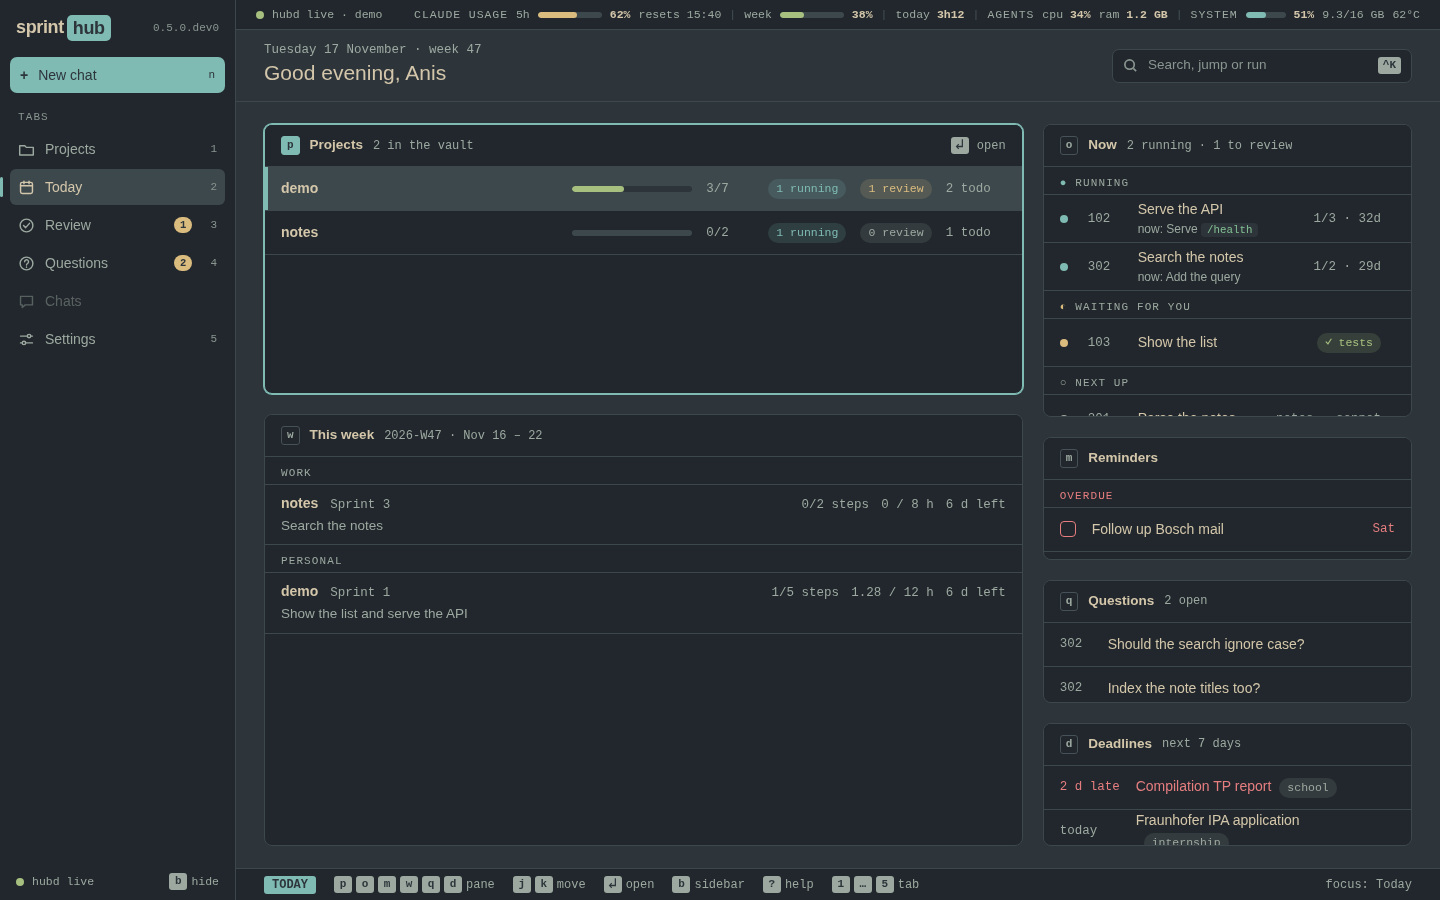 sprint hub 0.5.0.dev0
+ New chat n
TABS
Projects 1
Today 2
Review 1 3
Questions 2 4
Chats
Settings 5
hubd live b hide
hubd live · demo CLAUDE USAGE 5h 62% resets 15:40 | week 38% | today 3h12 | AGENTS cpu 34% ram 1.2 GB | SYSTEM 51% 9.3/16 GB 62°C
Tuesday 17 November · week 47
Good evening, Anis
Search, jump or run ^K
p Projects 2 in the vault ↲ open
demo 3/7 1 running 1 review 2 todo
notes 0/2 1 running 0 review 1 todo
w This week 2026-W47 · Nov 16 – 22
WORK
notes Sprint 3 0/2 steps 0 / 8 h 6 d left
Search the notes
PERSONAL
demo Sprint 1 1/5 steps 1.28 / 12 h 6 d left
Show the list and serve the API
o Now 2 running · 1 to review
RUNNING
102 Serve the API 1/3 · 32d
now: Serve /health
302 Search the notes 1/2 · 29d
now: Add the query
WAITING FOR YOU
103 Show the list ✓ tests
NEXT UP
m Reminders
OVERDUE
Follow up Bosch mail Sat
q Questions 2 open
302 Should the search ignore case?
302 Index the note titles too?
d Deadlines next 7 days
2 d late Compilation TP report school
today Fraunhofer IPA application
internship
TODAY p o m w q d pane j k move ↲ open b sidebar ? help 1 … 5 tab focus: Today